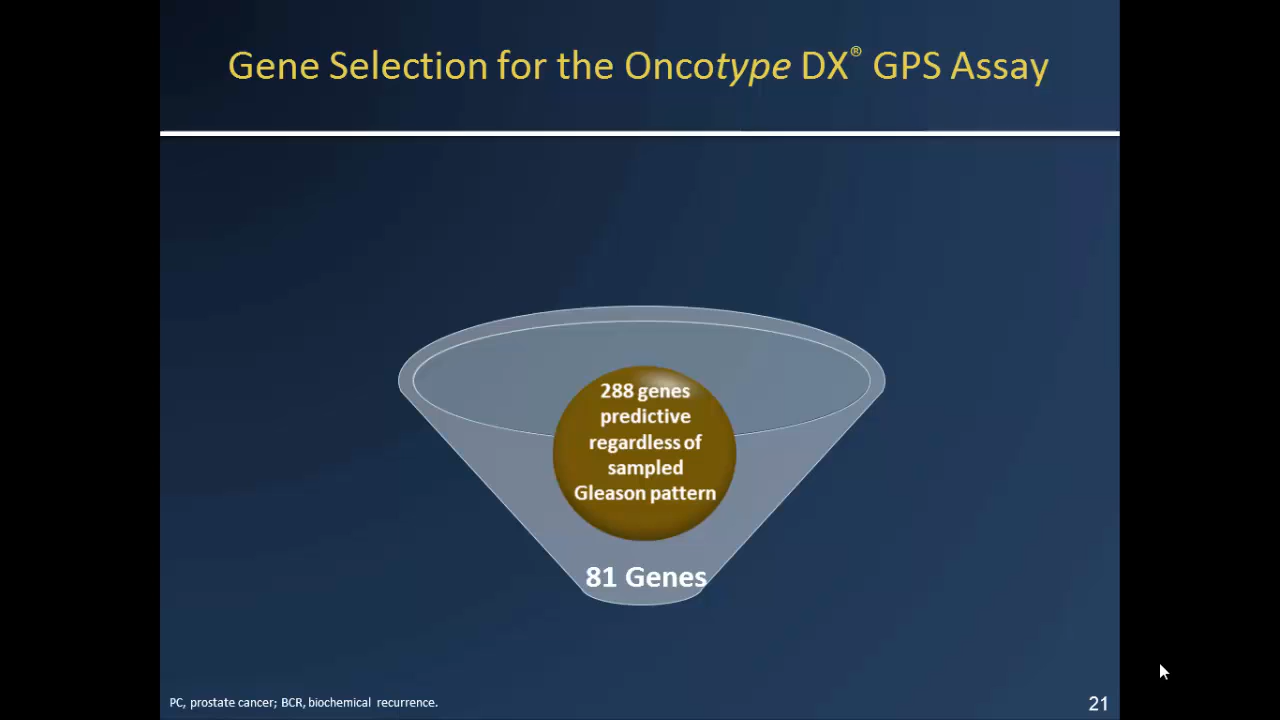 Gene Selection for the Oncotype DX® GPS Assay
288 genes
predictive
regardless of
sampled
Gleason pattern
81 Genes
PC, prostate cancer; BCR, biochemical recurrence.
21